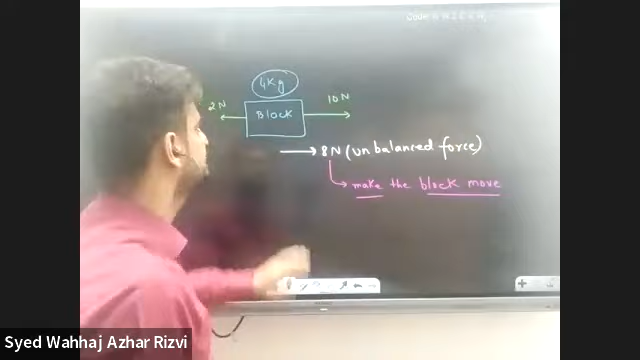 4Kg
2N
10N
Block
→ 8N (unbalanced force)
make the block move
Syed Wahhaj Azhar Rizvi